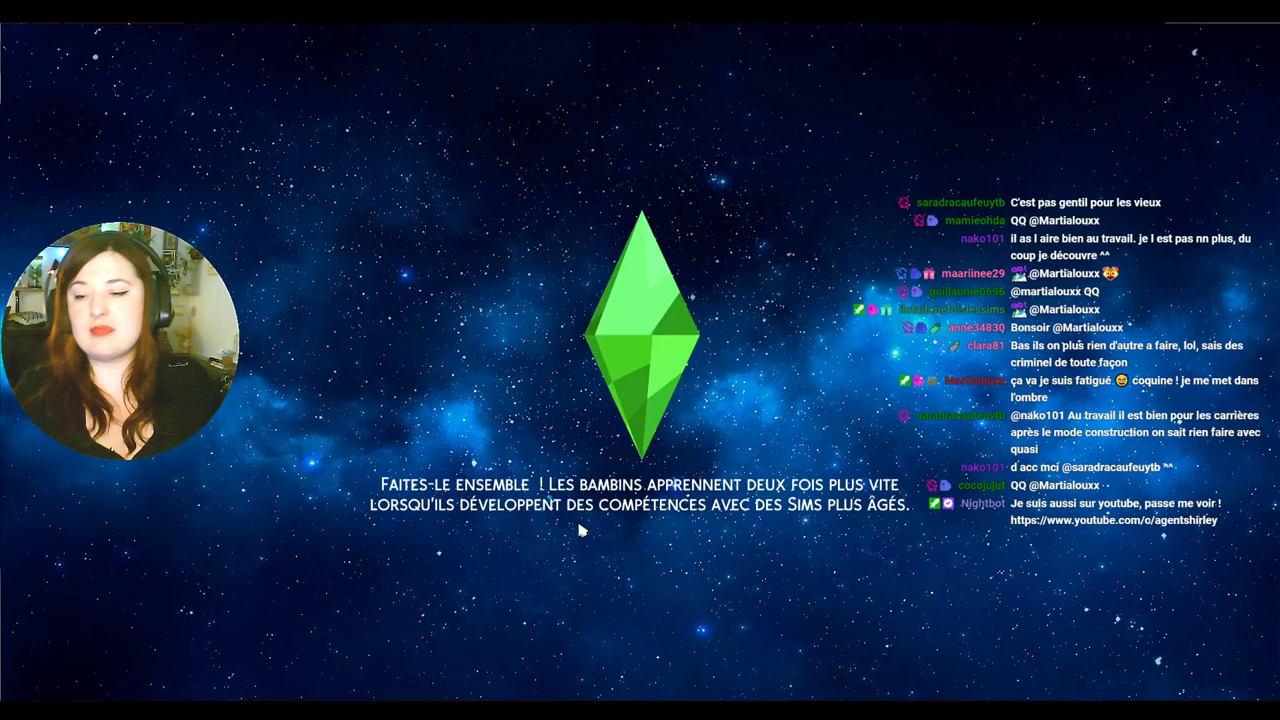 FAITES-LE ENSEMBLE ! LES BAMBINS APPRENNENT DEUX FOIS PLUS VITE
LORSQU'ILS DÉVELOPPENT DES COMPÉTENCES AVEC DES SIMS PLUS ÂGÉS.
saradracaufeuytb C'est pas gentil pour les vieux
mamieohda QQ @Martialouxx
nako101 il as l aire bien au travail. je l est pas nn plus, du
coup je découvre ^^
maariinee29 @Martialouxx
guillaume0696 @martialouxx QQ
@Martialouxx
anne34830 Bonsoir @Martialouxx
clara81 Bas ils on plus rien d'autre a faire, lol, sais des
criminel de toute façon
Martialouxx ça va je suis fatigué 😅 coquine ! je me met dans
l'ombre
saradracaufeuytb @nako101 Au travail il est bien pour les carrières
après le mode construction on sait rien faire avec
quasi
nako101 d acc mci @saradracaufeuytb ^^
cocojujut QQ @Martialouxx
Nightbot Je suis aussi sur youtube, passe me voir !
https://www.youtube.com/c/agentshirley